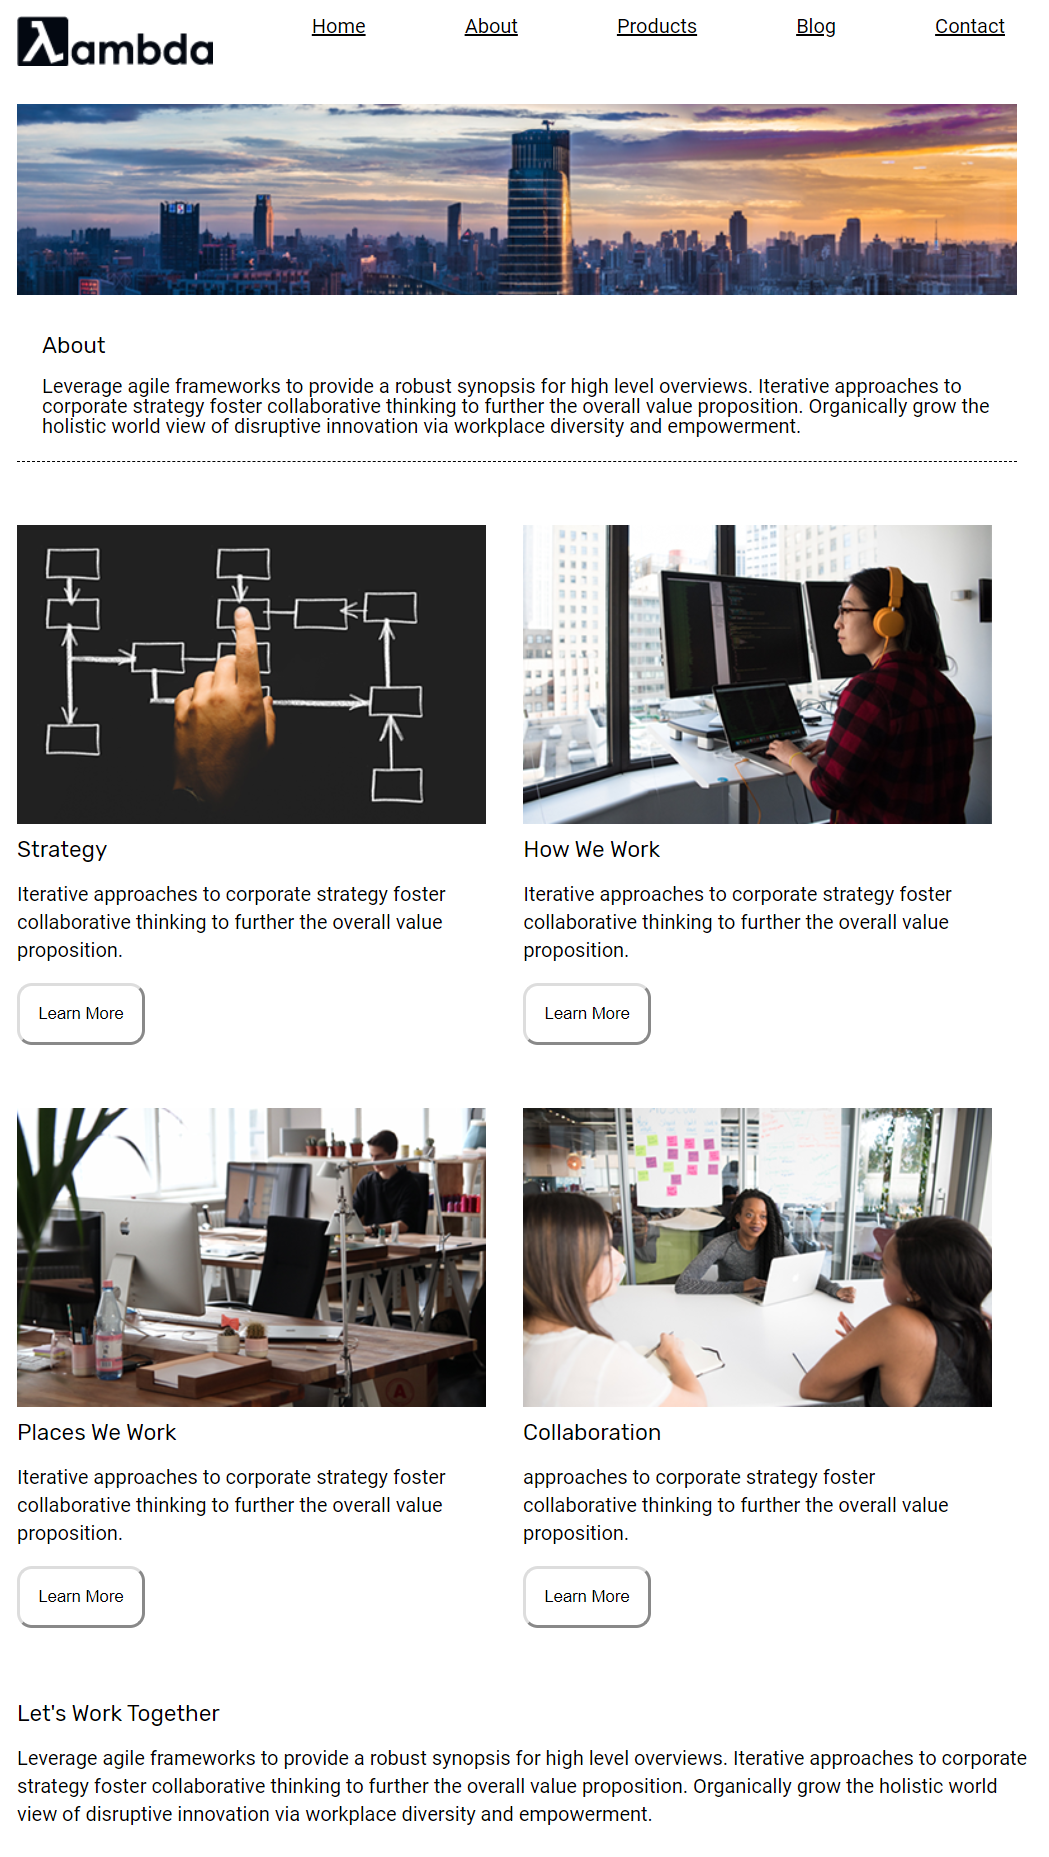 λambda
Home
About
Products
Blog
Contact
About
Leverage agile frameworks to provide a robust synopsis for high level overviews. Iterative approaches to
corporate strategy foster collaborative thinking to further the overall value proposition. Organically grow the
holistic world view of disruptive innovation via workplace diversity and empowerment.
Strategy
Iterative approaches to corporate strategy foster
collaborative thinking to further the overall value
proposition.
Learn More
How We Work
Iterative approaches to corporate strategy foster
collaborative thinking to further the overall value
proposition.
Learn More
Places We Work
Iterative approaches to corporate strategy foster
collaborative thinking to further the overall value
proposition.
Learn More
Collaboration
approaches to corporate strategy foster
collaborative thinking to further the overall value
proposition.
Learn More
Let's Work Together
Leverage agile frameworks to provide a robust synopsis for high level overviews. Iterative approaches to corporate
strategy foster collaborative thinking to further the overall value proposition. Organically grow the holistic world
view of disruptive innovation via workplace diversity and empowerment.